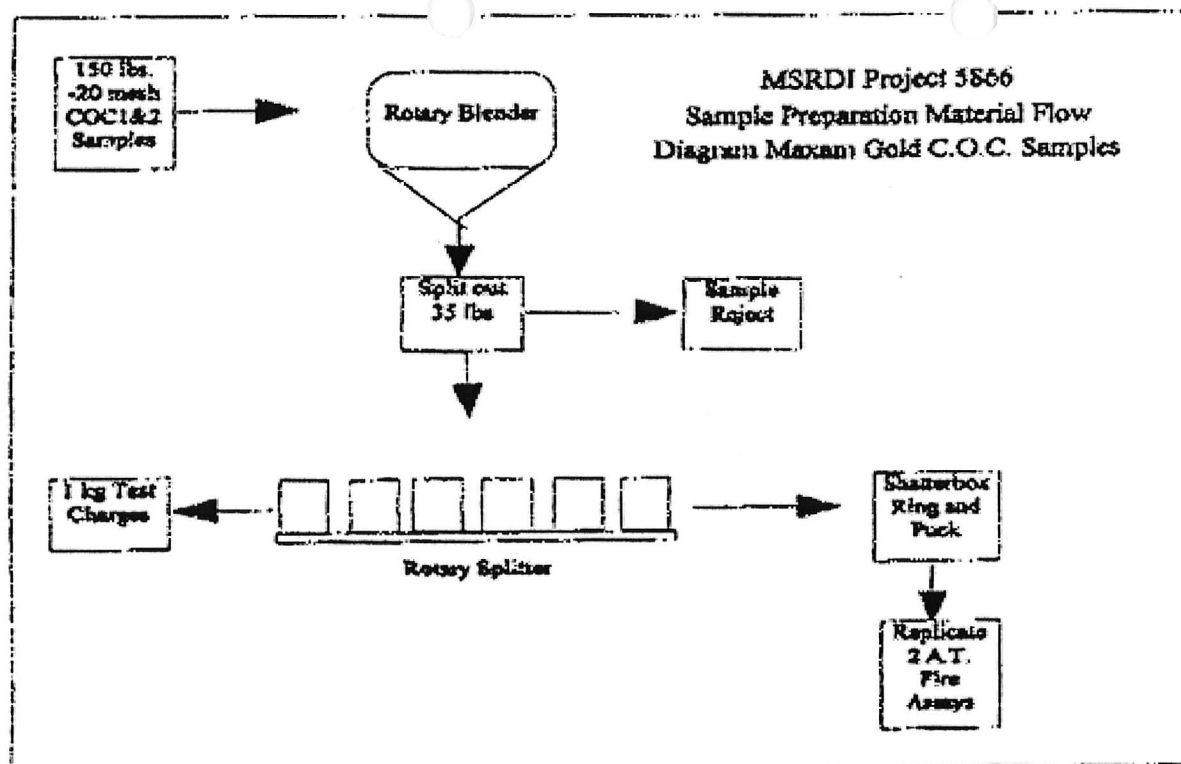 150 lbs.
-20 mesh
COC1&2
Samples
Rotary Blender
MSRDI Project 5866
Sample Preparation Material Flow
Diagram Maxam Gold C.O.C. Samples
Split out
35 lbs
Sample
Reject
1 kg Test
Charges
Rotary Splitter
Shatterbox
Ring and
Puck
Replicate
2 A.T.
Fire
Assays